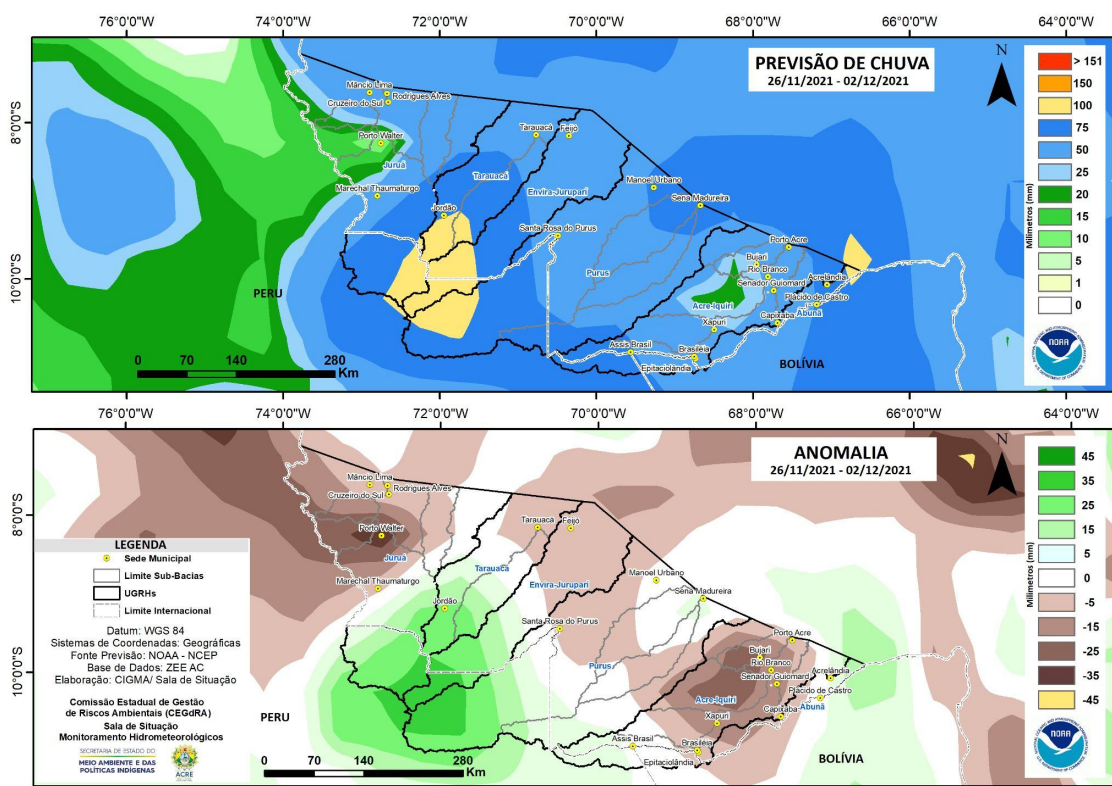 76°0'0"W 74°0'0"W 72°0'0"W 70°0'0"W 68°0'0"W 66°0'0"W 64°0'0"W
PREVISÃO DE CHUVA
26/11/2021 - 02/12/2021
N
Milímetros (mm)
> 151
150
100
75
50
25
20
15
10
5
1
0
NOAA
8°0'0"S
10°0'0"S
Mâncio Lima
Rodrigues Alves
Cruzeiro do Sul
Porto Walter
Juruá
Marechal Thaumaturgo
Tarauacá
Feijó
Tarauacá
Envira-Jurupari
Jordão
Manoel Urbano
Sena Madureira
Santa Rosa do Purus
Purus
Porto Acre
Bujari
Rio Branco
Acrelândia
Senador Guiomard
Plácido de Castro
Acre-Iquiri
Abunã
Capixaba
Xapuri
Assis Brasil
Brasiléia
Epitaciolândia
PERU
BOLÍVIA
0 70 140 280
Km
76°0'0"W 74°0'0"W 72°0'0"W 70°0'0"W 68°0'0"W 66°0'0"W 64°0'0"W
ANOMALIA
26/11/2021 - 02/12/2021
N
Milímetros (mm)
45
35
25
15
5
0
-5
-15
-25
-35
-45
NOAA
8°0'0"S
10°0'0"S
Mâncio Lima
Rodrigues Alves
Cruzeiro do Sul
Porto Walter
Juruá
Marechal Thaumaturgo
Tarauacá
Feijó
Tarauacá
Envira-Jurupari
Jordão
Manoel Urbano
Sena Madureira
Santa Rosa do Purus
Purus
Porto Acre
Bujari
Rio Branco
Acrelândia
Senador Guiomard
Plácido de Castro
Acre-Iquiri
Abunã
Capixaba
Xapuri
Assis Brasil
Brasiléia
Epitaciolândia
PERU
BOLÍVIA
0 70 140 280
Km
LEGENDA
Sede Municipal
Limite Sub-Bacias
UGRHs
Limite Internacional
Datum: WGS 84
Sistemas de Coordenadas: Geográficas
Fonte Previsão: NOAA - NCEP
Base de Dados: ZEE AC
Elaboração: CIGMA/ Sala de Situação
Comissão Estadual de Gestão
de Riscos Ambientais (CEGdRA)
Sala de Situação
Monitoramento Hidrometeorológicos
SECRETARIA DE ESTADO DO
MEIO AMBIENTE E DAS
POLÍTICAS INDÍGENAS
ACRE